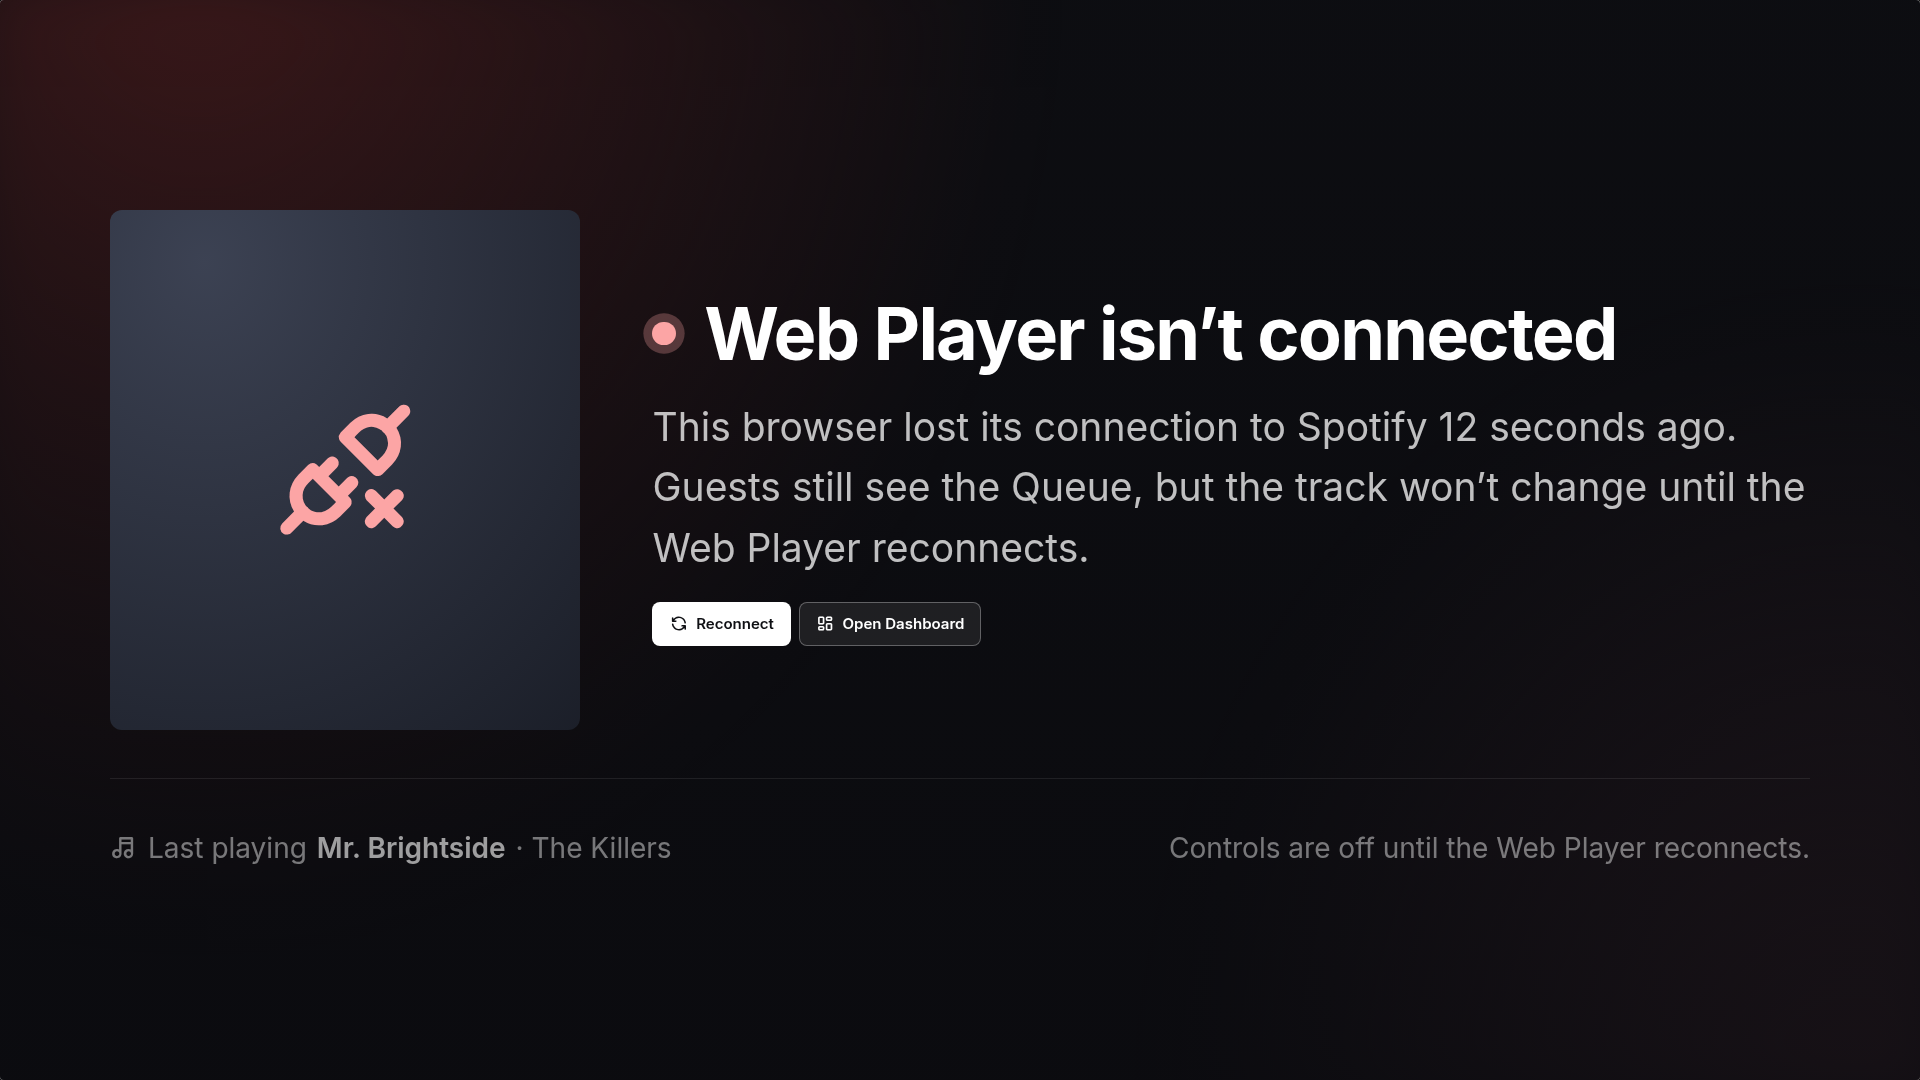 Web Player isn’t connected
This browser lost its connection to Spotify 12 seconds ago.
Guests still see the Queue, but the track won’t change until the
Web Player reconnects.
Reconnect
Open Dashboard
Last playing Mr. Brightside · The Killers
Controls are off until the Web Player reconnects.